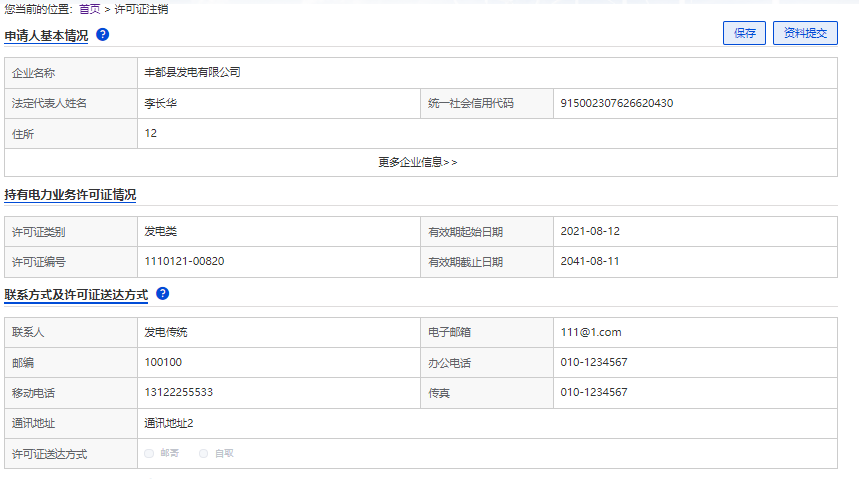 您当前的位置：首页 > 许可证注销
申请人基本情况 ? 保存 资料提交
企业名称 丰都县发电有限公司
法定代表人姓名 李长华 统一社会信用代码 915002307626620430
住所 12
更多企业信息>>
持有电力业务许可证情况
许可证类别 发电类 有效期起始日期 2021-08-12
许可证编号 1110121-00820 有效期截止日期 2041-08-11
联系方式及许可证送达方式 ?
联系人 发电传统 电子邮箱 111@1.com
邮编 100100 办公电话 010-1234567
移动电话 13122255533 传真 010-1234567
通讯地址 通讯地址2
许可证送达方式 邮寄 自取